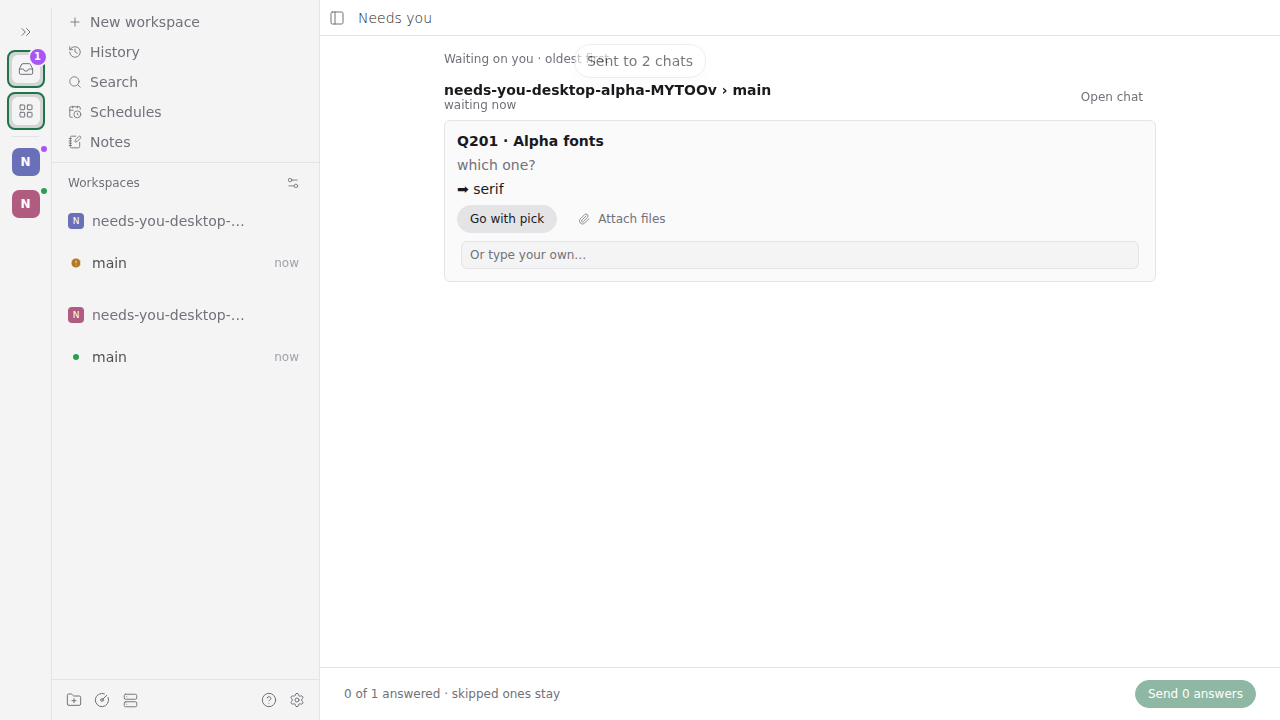 1
N
N
New workspace
History
Search
Schedules
Notes
Workspaces
N needs-you-desktop-...
main now
N needs-you-desktop-...
main now
Needs you
Waiting on you · oldest
Sent to 2 chats
needs-you-desktop-alpha-MYTOOv › main
waiting now
Open chat
Q201 · Alpha fonts
which one?
➡ serif
Go with pick
Attach files
Or type your own...
0 of 1 answered · skipped ones stay
Send 0 answers